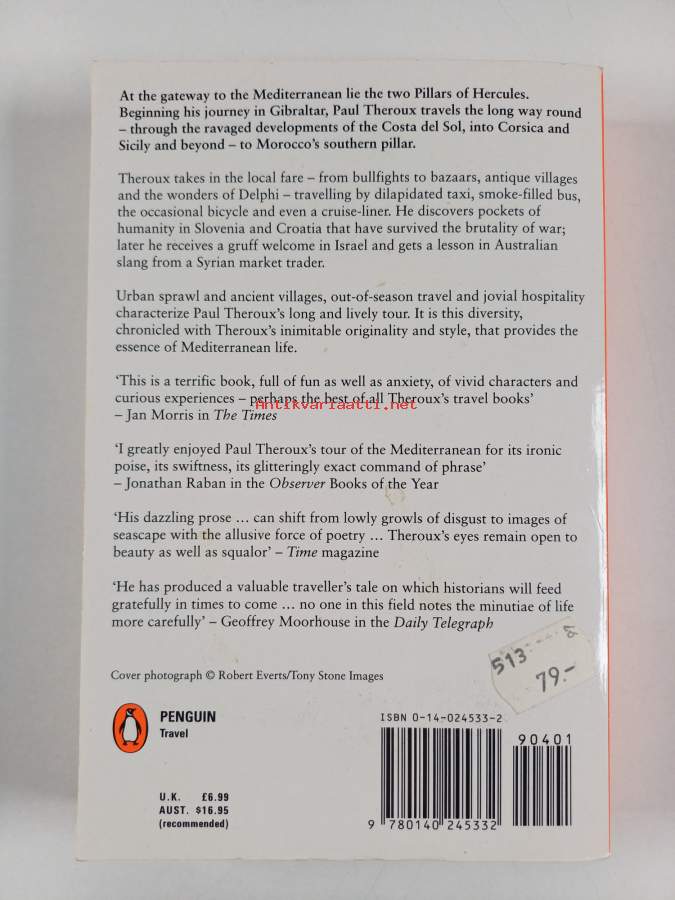 At the gateway to the Mediterranean lie the two Pillars of Hercules.
Beginning his journey in Gibraltar, Paul Theroux travels the long way round
– through the ravaged developments of the Costa del Sol, into Corsica and
Sicily and beyond – to Morocco's southern pillar.
Theroux takes in the local fare – from bullfights to bazaars, antique villages
and the wonders of Delphi – travelling by dilapidated taxi, smoke-filled bus,
the occasional bicycle and even a cruise-liner. He discovers pockets of
humanity in Slovenia and Croatia that have survived the brutality of war;
later he receives a gruff welcome in Israel and gets a lesson in Australian
slang from a Syrian market trader.
Urban sprawl and ancient villages, out-of-season travel and jovial hospitality
characterize Paul Theroux's long and lively tour. It is this diversity,
chronicled with Theroux's inimitable originality and style, that provides the
essence of Mediterranean life.
'This is a terrific book, full of fun as well as anxiety, of vivid characters and
curious experiences – perhaps the best of all Theroux's travel books'
Antikvariaatti.net
– Jan Morris in The Times
'I greatly enjoyed Paul Theroux's tour of the Mediterranean for its ironic
poise, its swiftness, its glitteringly exact command of phrase'
– Jonathan Raban in the Observer Books of the Year
'His dazzling prose … can shift from lowly growls of disgust to images of
seascape with the allusive force of poetry … Theroux's eyes remain open to
beauty as well as squalor' – Time magazine
'He has produced a valuable traveller's tale on which historians will feed
gratefully in times to come … no one in this field notes the minutiae of life
more carefully' – Geoffrey Moorhouse in the Daily Telegraph
513
79.-
Cover photograph © Robert Everts/Tony Stone Images
PENGUIN
Travel
ISBN 0-14-024533-2
90401
U.K. £6.99
AUST. $16.95
(recommended)
9 780140 245332